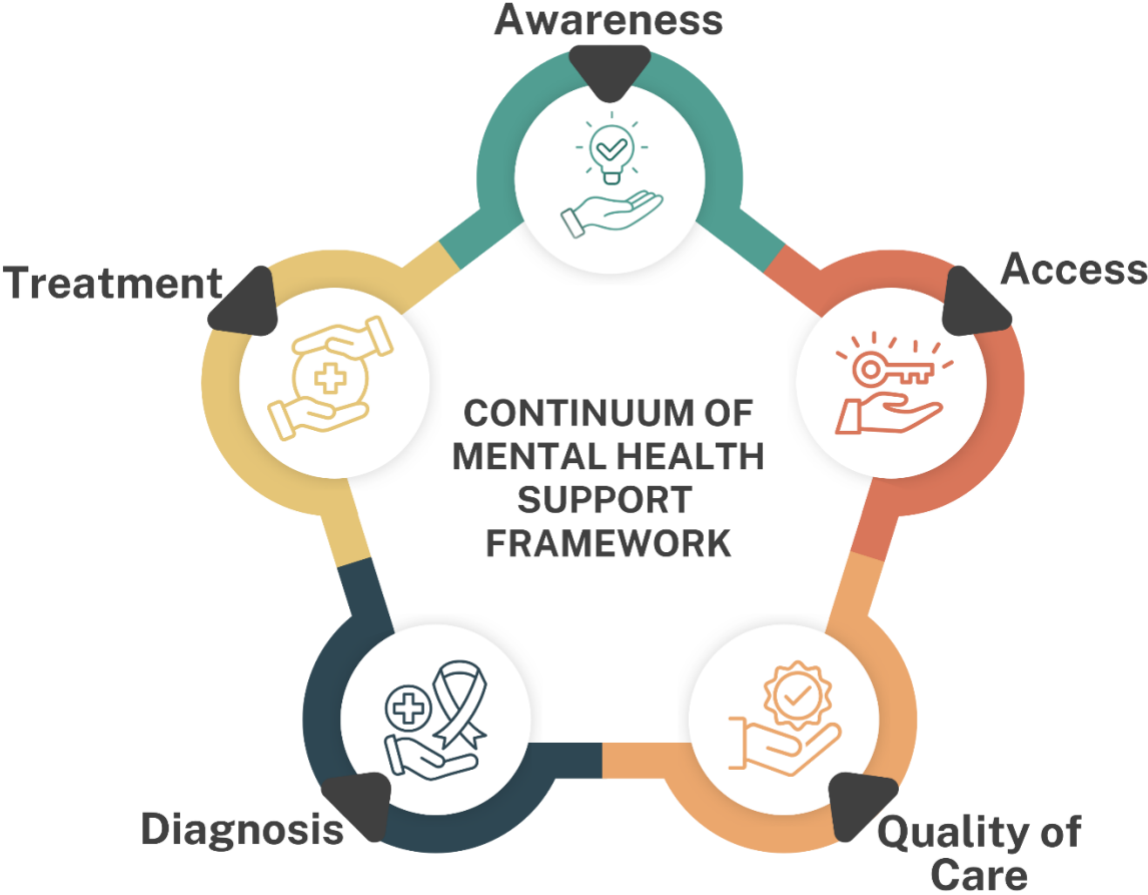 Awareness
Treatment
Access
CONTINUUM OF
MENTAL HEALTH
SUPPORT
FRAMEWORK
Diagnosis
Quality of
Care